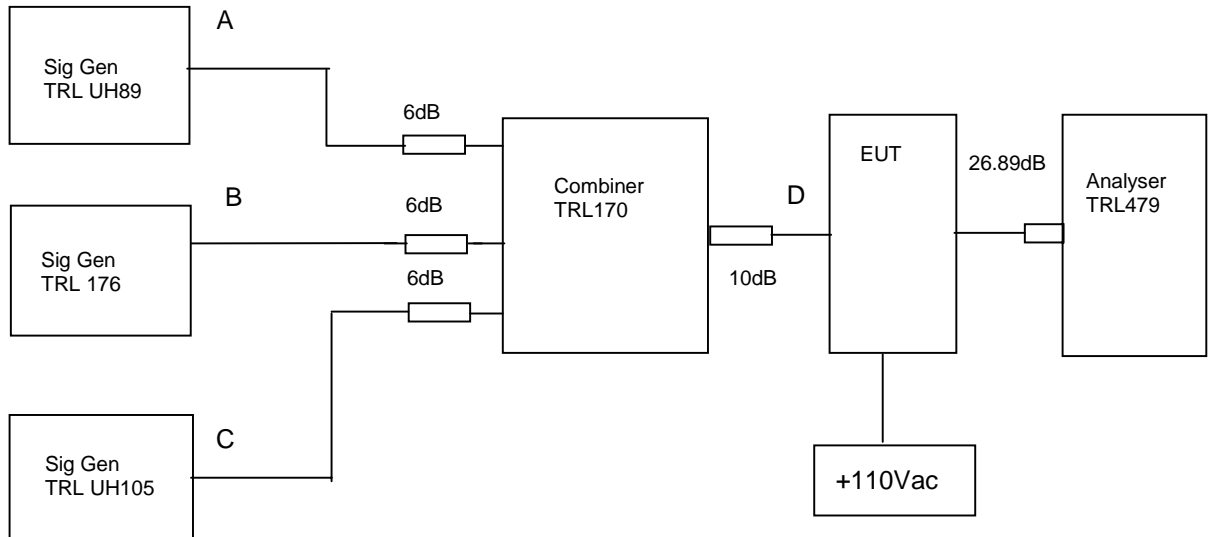 A
Sig Gen
TRL UH89
6dB
B
Sig Gen
TRL 176
6dB
C
Sig Gen
TRL UH105
6dB
Combiner
TRL170
10dB
D
EUT
+110Vac
26.89dB
Analyser
TRL479